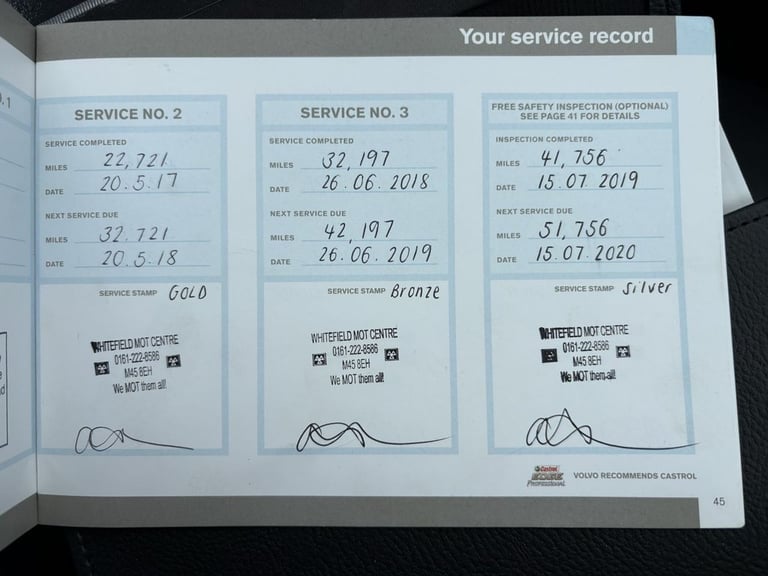 Your service record
. 1
SERVICE NO. 2
SERVICE COMPLETED
MILES 22,721
DATE 20.5.17
NEXT SERVICE DUE
MILES 32.721
DATE 20.5.18
SERVICE STAMP GOLD
WHITEFIELD MOT CENTRE
0161-222-8586
M45 8EH
We MOT them all!
SERVICE NO. 3
SERVICE COMPLETED
MILES 32,197
DATE 26.06.2018
NEXT SERVICE DUE
MILES 42,197
DATE 26.06.2019
SERVICE STAMP Bronze
WHITEFIELD MOT CENTRE
0161-222-8586
M45 8EH
We MOT them all!
FREE SAFETY INSPECTION (OPTIONAL)
SEE PAGE 41 FOR DETAILS
INSPECTION COMPLETED
MILES 41,756
DATE 15.07.2019
NEXT SERVICE DUE
MILES 51,756
DATE 15.07.2020
SERVICE STAMP Silver
WHITEFIELD MOT CENTRE
0161-222-8586
M45 8EH
We MOT them all!
Castrol
EDGE
PROFESSIONAL
VOLVO RECOMMENDS CASTROL
45